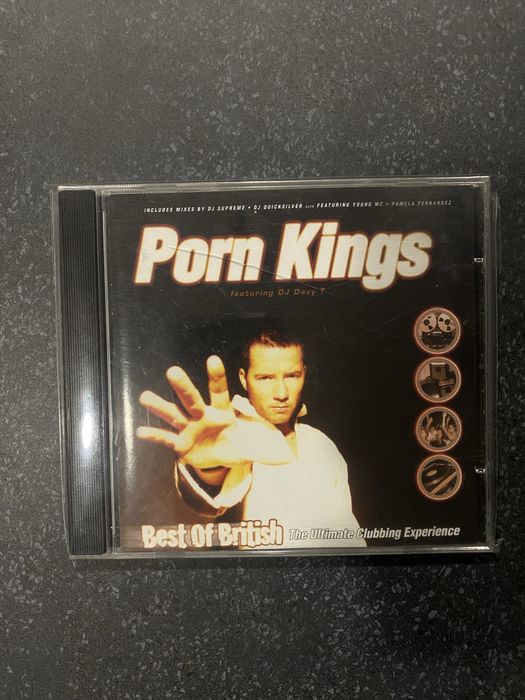 INCLUDES MIXES BY DJ SUPREME • DJ QUICKSILVER ALSO FEATURING YOUNG MC • PAMELA FERNANDEZ
Porn Kings
featuring DJ Davy T
Best Of British The Ultimate Clubbing Experience